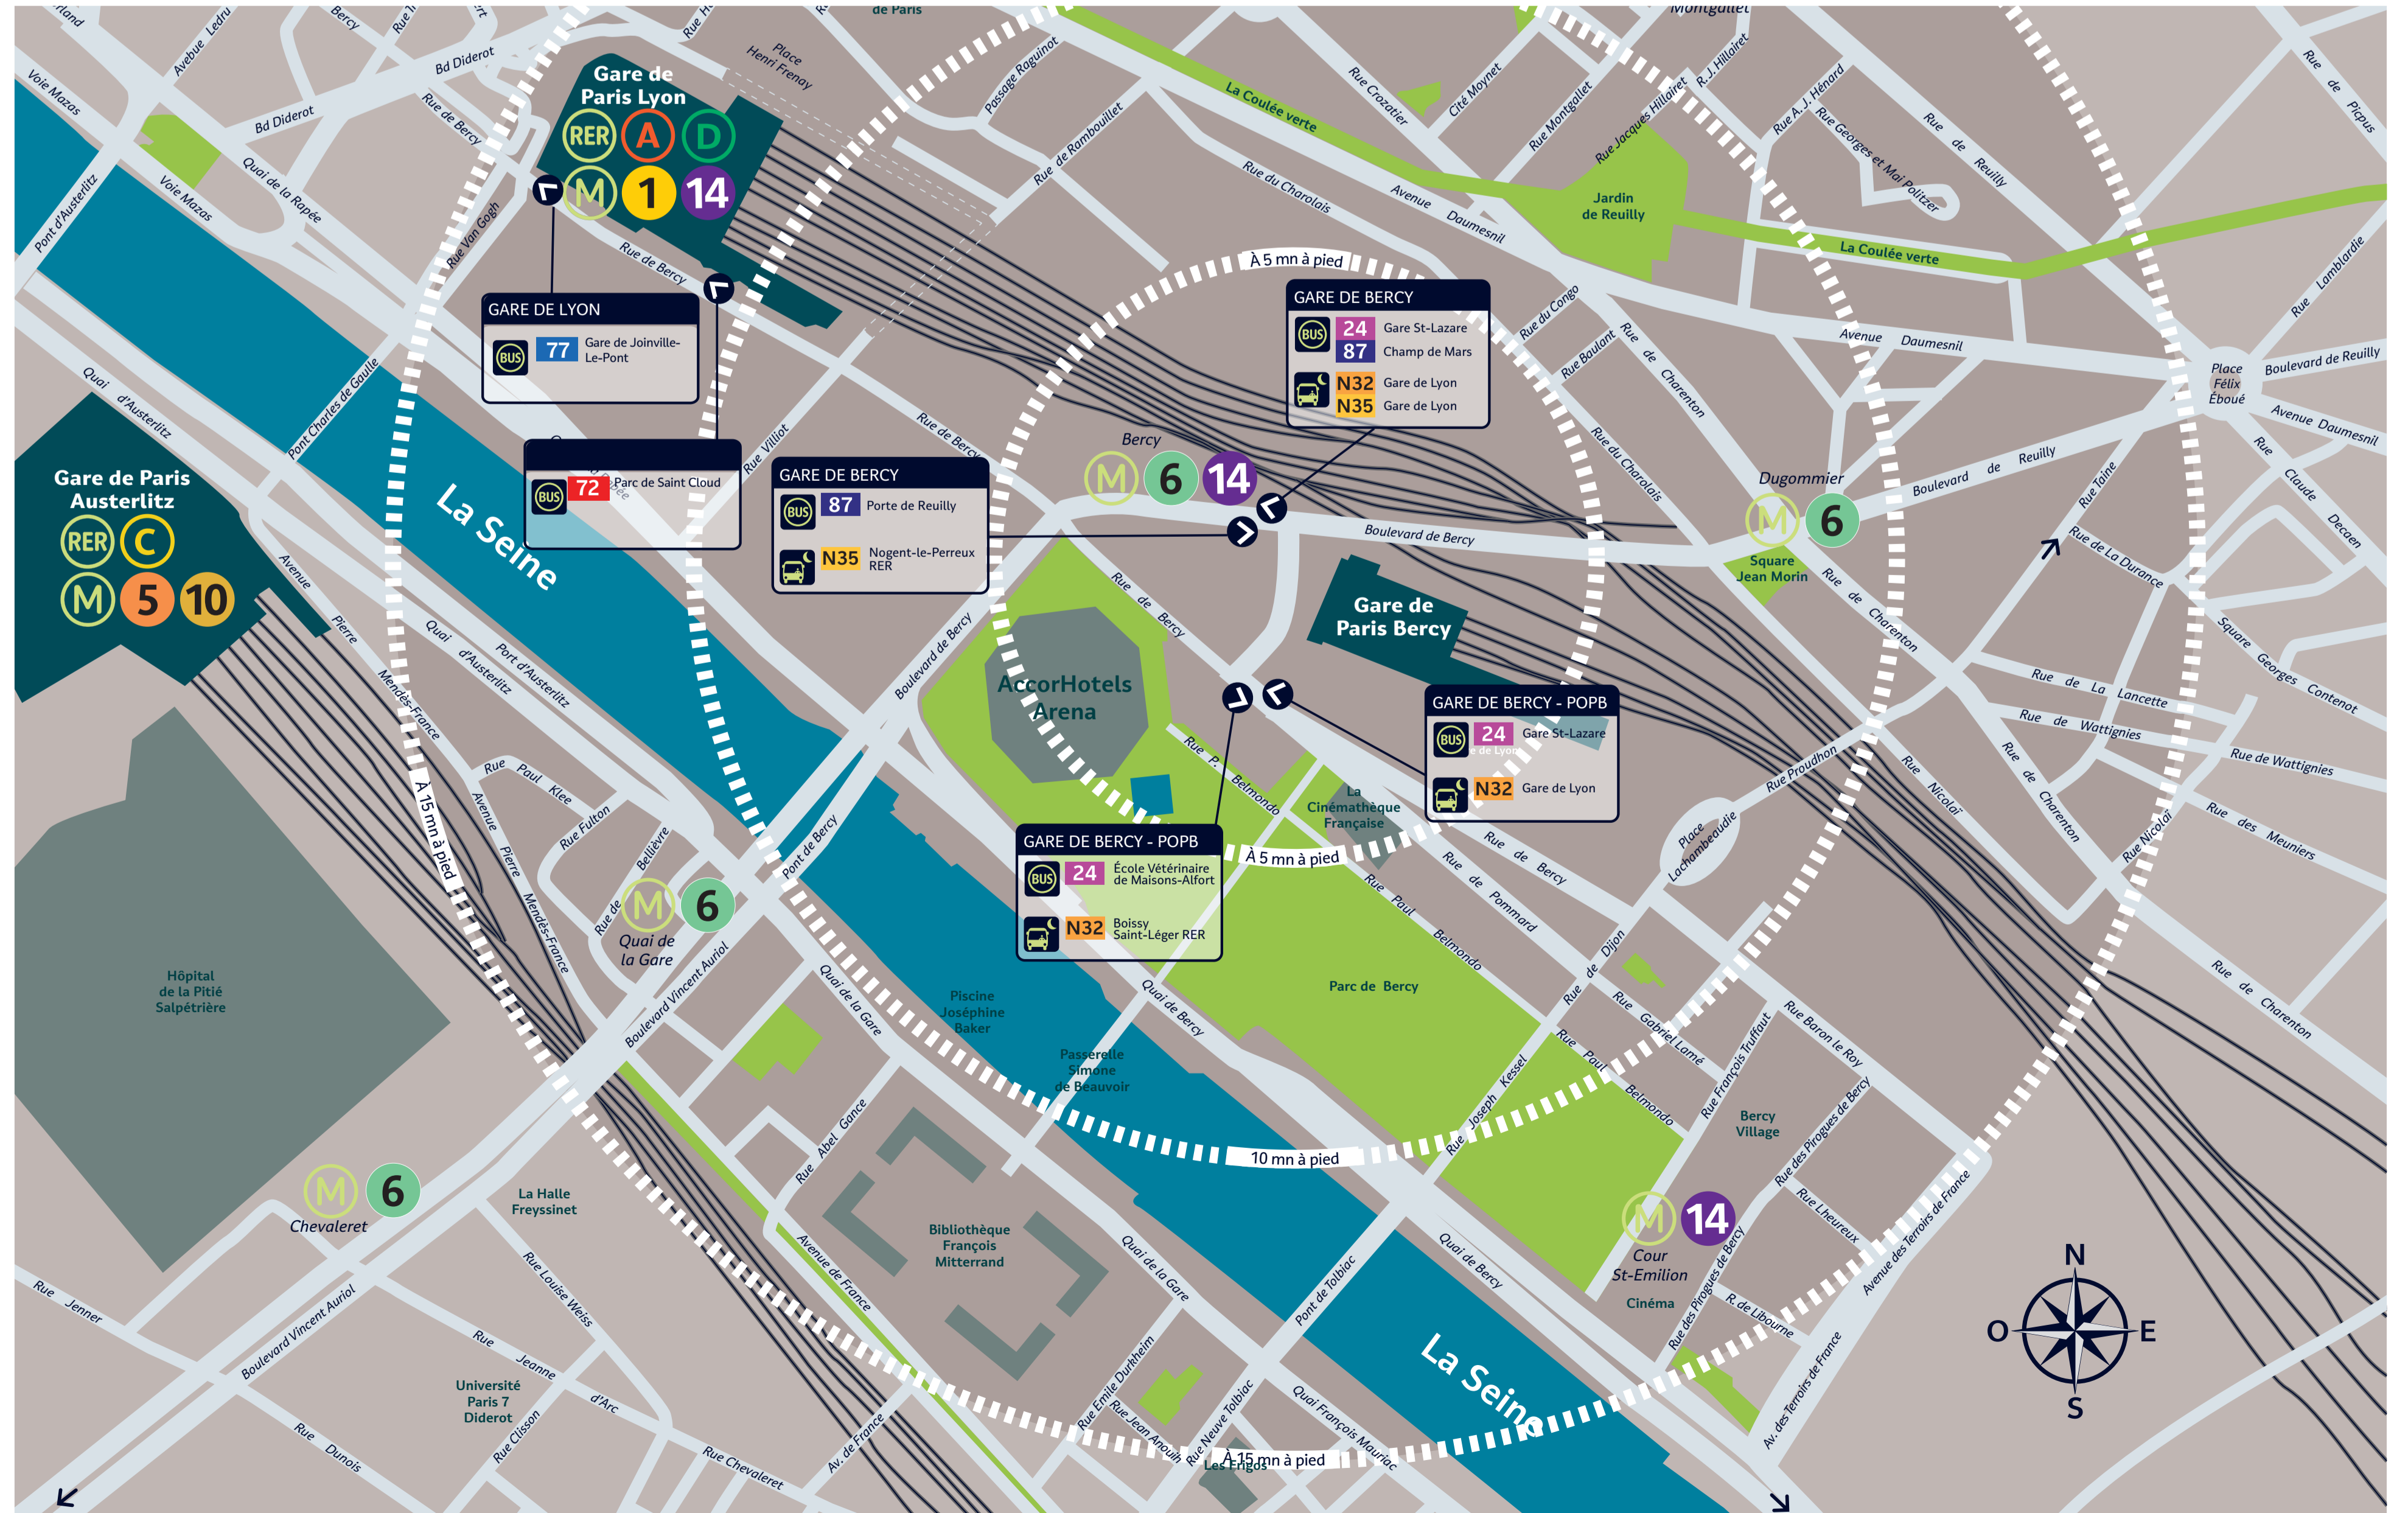 de Paris
Montgallet
Bercy
Avebue Ledru
Voie Mazas
Bd Diderot
Bd Diderot
Rue de Bercy
Place
Henri Frenay
Passage Raguinot
Rue de Rambouillet
Rue Crozatier
Cité Moynet
Rue Montgallet
Rue Jacques Hillairet
R. J. Hillairet
Rue A. J. Hénard
Rue Georges et Mai Politzer
Rue de Reuilly
Rue de Picpus
La Coulée verte
Rue du Charolais
Avenue Daumesnil
Jardin
de Reuilly
La Coulée verte
Rue Lamblardie
Gare de
Paris Lyon
RER A D
M 1 14
Quai de la Rapée
Voie Mazas
Pont d'Austerlitz
Rue Van Gogh
Rue de Bercy
À 5 mn à pied
GARE DE LYON
BUS 77 Gare de Joinville-
Le-Pont
BUS 72 Parc de Saint Cloud
GARE DE BERCY
BUS 24 Gare St-Lazare
87 Champ de Mars
N32 Gare de Lyon
N35 Gare de Lyon
GARE DE BERCY
BUS 87 Porte de Reuilly
N35 Nogent-le-Perreux
RER
Rue du Congo
Rue Baulant
Rue de Charenton
Avenue Daumesnil
Place
Félix
Éboué
Boulevard de Reuilly
Avenue Daumesnil
Rue Claude Decaen
Quai d'Austerlitz
Pont Charles de Gaulle
Rue Villiot
Rue de Bercy
Bercy
M 6 14
Rue du Charolais
Dugommier
M 6
Boulevard de Reuilly
Rue Taine
Rue de La Durance
Square
Jean Morin
Rue de Charenton
Boulevard de Bercy
Gare de Paris
Austerlitz
RER C
M 5 10
La Seine
Avenue Pierre Mendès-France
Quai d'Austerlitz
Port d'Austerlitz
Boulevard de Bercy
Rue de Bercy
Gare de
Paris Bercy
Square Georges Contenot
Rue de La Lancette
Rue de Wattignies
Rue de Wattignies
Rue des Meuniers
AccorHotels
Arena
GARE DE BERCY - POPB
BUS 24 Gare St-Lazare
e de Lyon
N32 Gare de Lyon
Rue P. Belmondo
La
Cinémathèque
Française
Rue Proudhon
Place
Lachambeaudie
Rue Nicolaï
Rue de Charenton
Rue Nicolaï
Rue Paul Klee
Rue Fulton
Rue de Bellièvre
Avenue Pierre Mendès-France
À 15 mn à pied
Pont de Bercy
GARE DE BERCY - POPB
BUS 24 École Vétérinaire
de Maisons-Alfort
N32 Boissy
Saint-Léger RER
À 5 mn à pied
Rue de Bercy
Rue de Pommard
Rue Paul Belmondo
M 6
Quai de
la Gare
Boulevard Vincent Auriol
Quai de la Gare
Hôpital
de la Pitié
Salpétrière
Piscine
Joséphine
Baker
Passerelle
Simone
de Beauvoir
Quai de Bercy
Parc de Bercy
Rue de Dijon
Rue Gabriel Lamé
Rue Paul Belmondo
Rue Joseph Kessel
Rue François Truffaut
Rue Baron le Roy
Rue de Charenton
Bercy
Village
Rue des Pirogues de Bercy
Rue Lheureux
10 mn à pied
M 6
Chevaleret
La Halle
Freyssinet
Rue Abel Gance
Bibliothèque
François
Mitterrand
Avenue de France
Quai de la Gare
Pont de Tolbiac
Quai de Bercy
M 14
Cour
St-Emilion
Cinéma
Rue des Pirogues de Bercy
R. de Libourne
Avenue des Terroirs de France
Av. des Terroirs de France
Rue Jenner
Boulevard Vincent Auriol
Rue Louise Weiss
Rue Jeanne d'Arc
Université
Paris 7
Diderot
Rue Clisson
Rue Dunois
Rue Chevaleret
Av. de France
Rue Emile Durkheim
Rue Jean Anouilh
Rue Neuve Tolbiac
Quai François Mauriac
La Seine
À 15 mn à pied
Les Frigos
N
O E
S